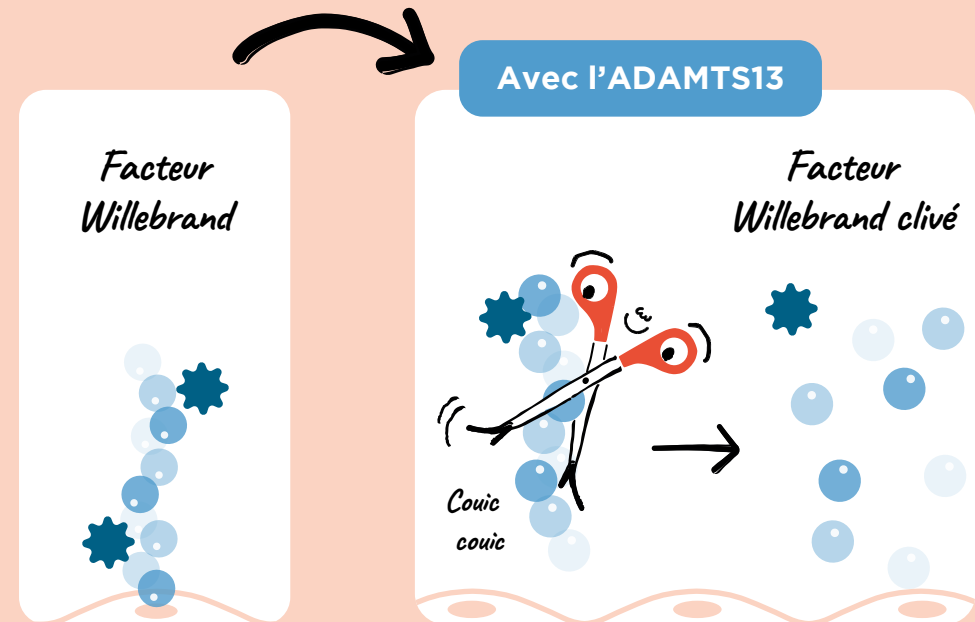 Facteur
Willebrand
Avec l'ADAMTS13
Facteur
Willebrand clivé
Couic
couic